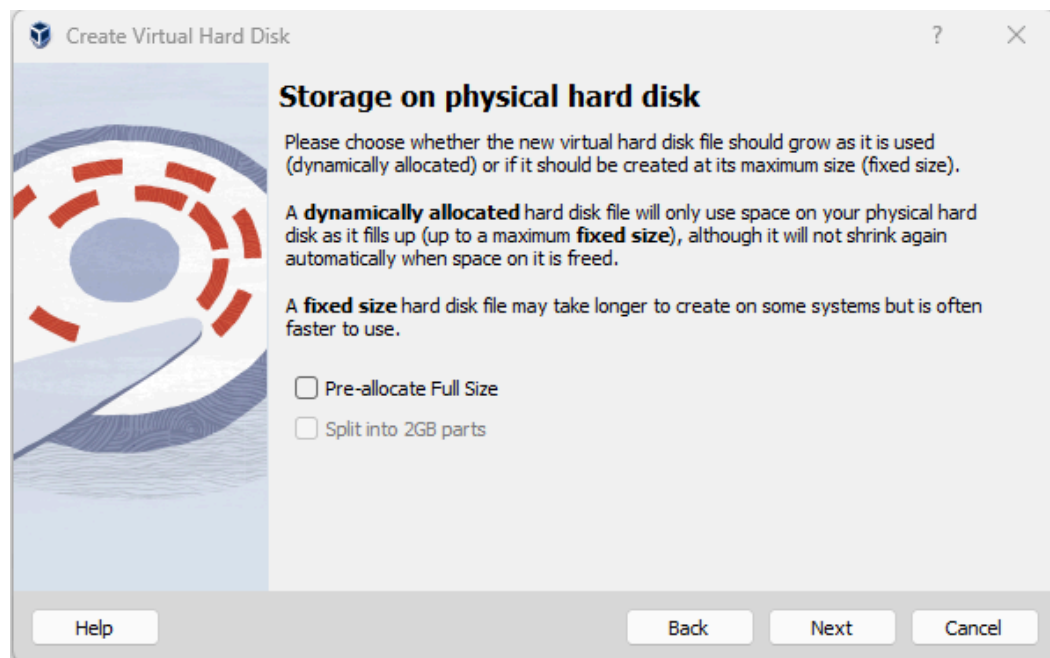 Create Virtual Hard Disk
?
Storage on physical hard disk
Please choose whether the new virtual hard disk file should grow as it is used
(dynamically allocated) or if it should be created at its maximum size (fixed size).
A dynamically allocated hard disk file will only use space on your physical hard
disk as it fills up (up to a maximum fixed size), although it will not shrink again
automatically when space on it is freed.
A fixed size hard disk file may take longer to create on some systems but is often
faster to use.
Pre-allocate Full Size
Split into 2GB parts
Help
Back
Next
Cancel